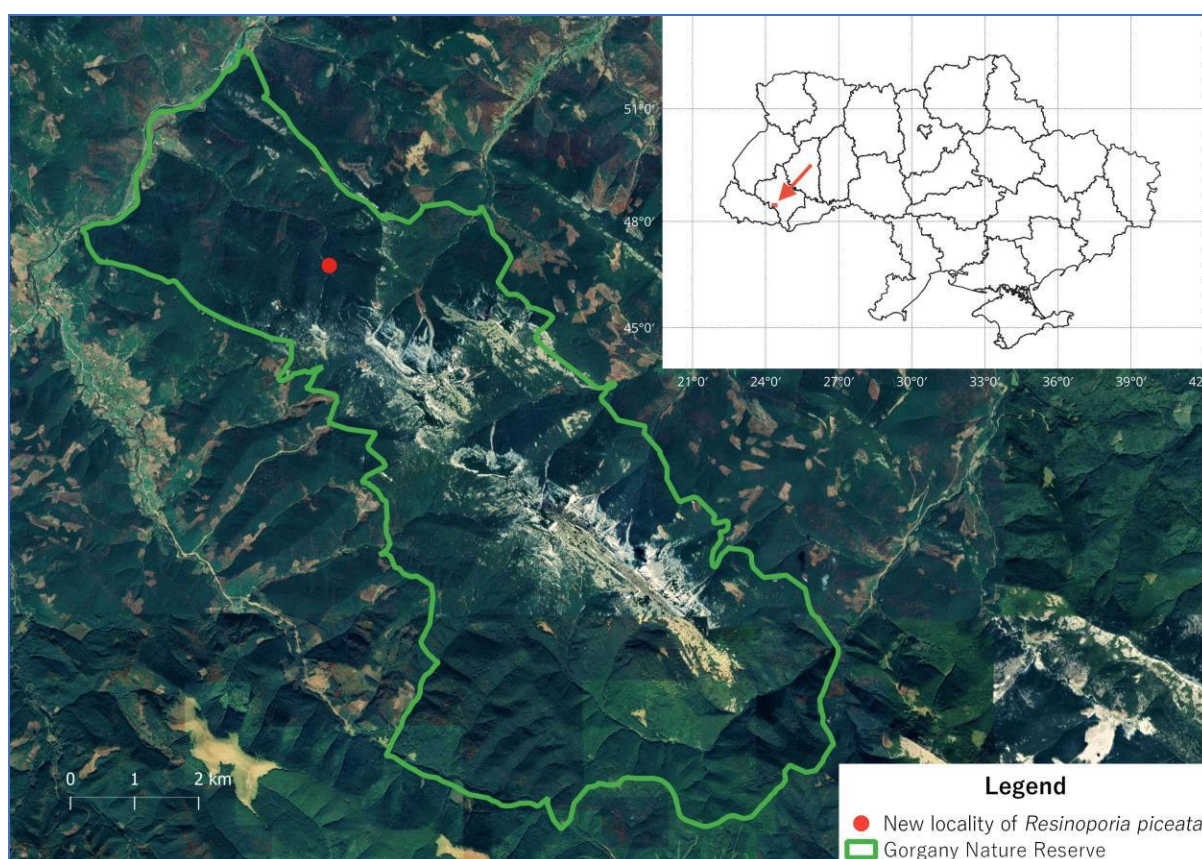 51°0′
48°0′
45°0′
21°0′ 24°0′ 27°0′ 30°0′ 33°0′ 36°0′ 39°0′ 42
0 1 2 km
Legend
New locality of Resinoporia piceata
Gorgany Nature Reserve